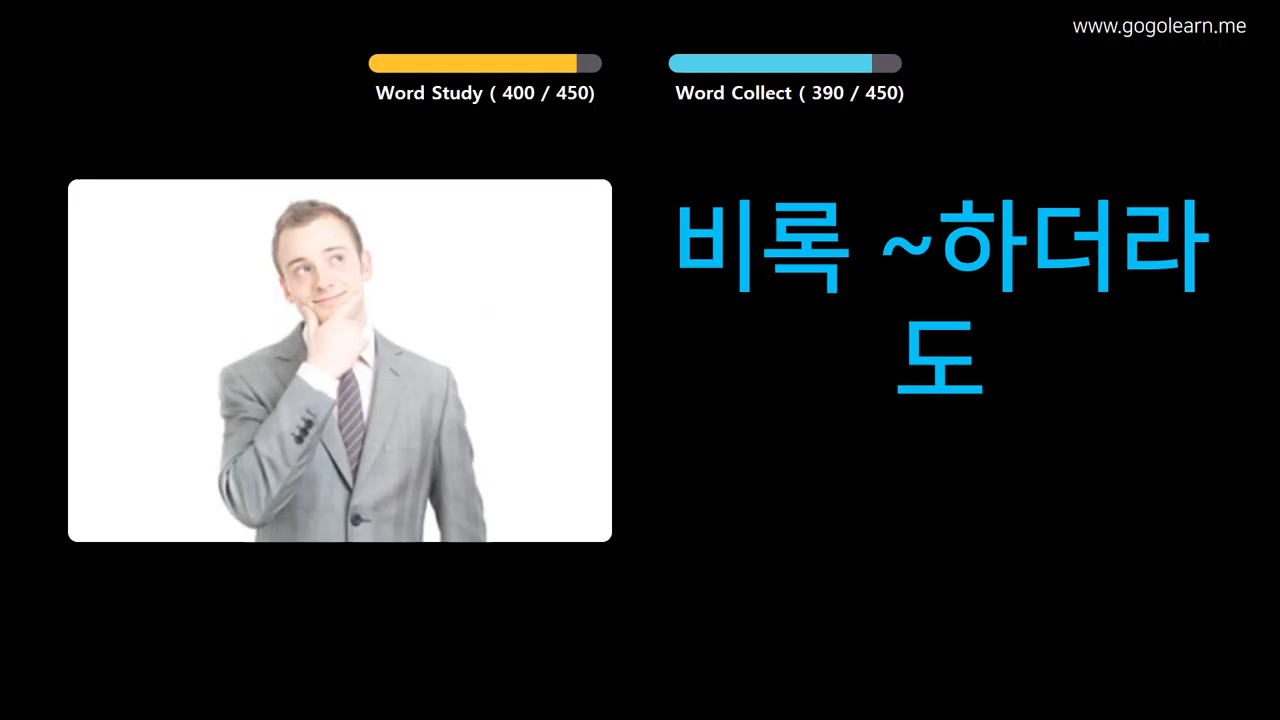 www.gogolearn.me
Word Study ( 400 / 450)
Word Collect ( 390 / 450)
비록 ~하더라
도